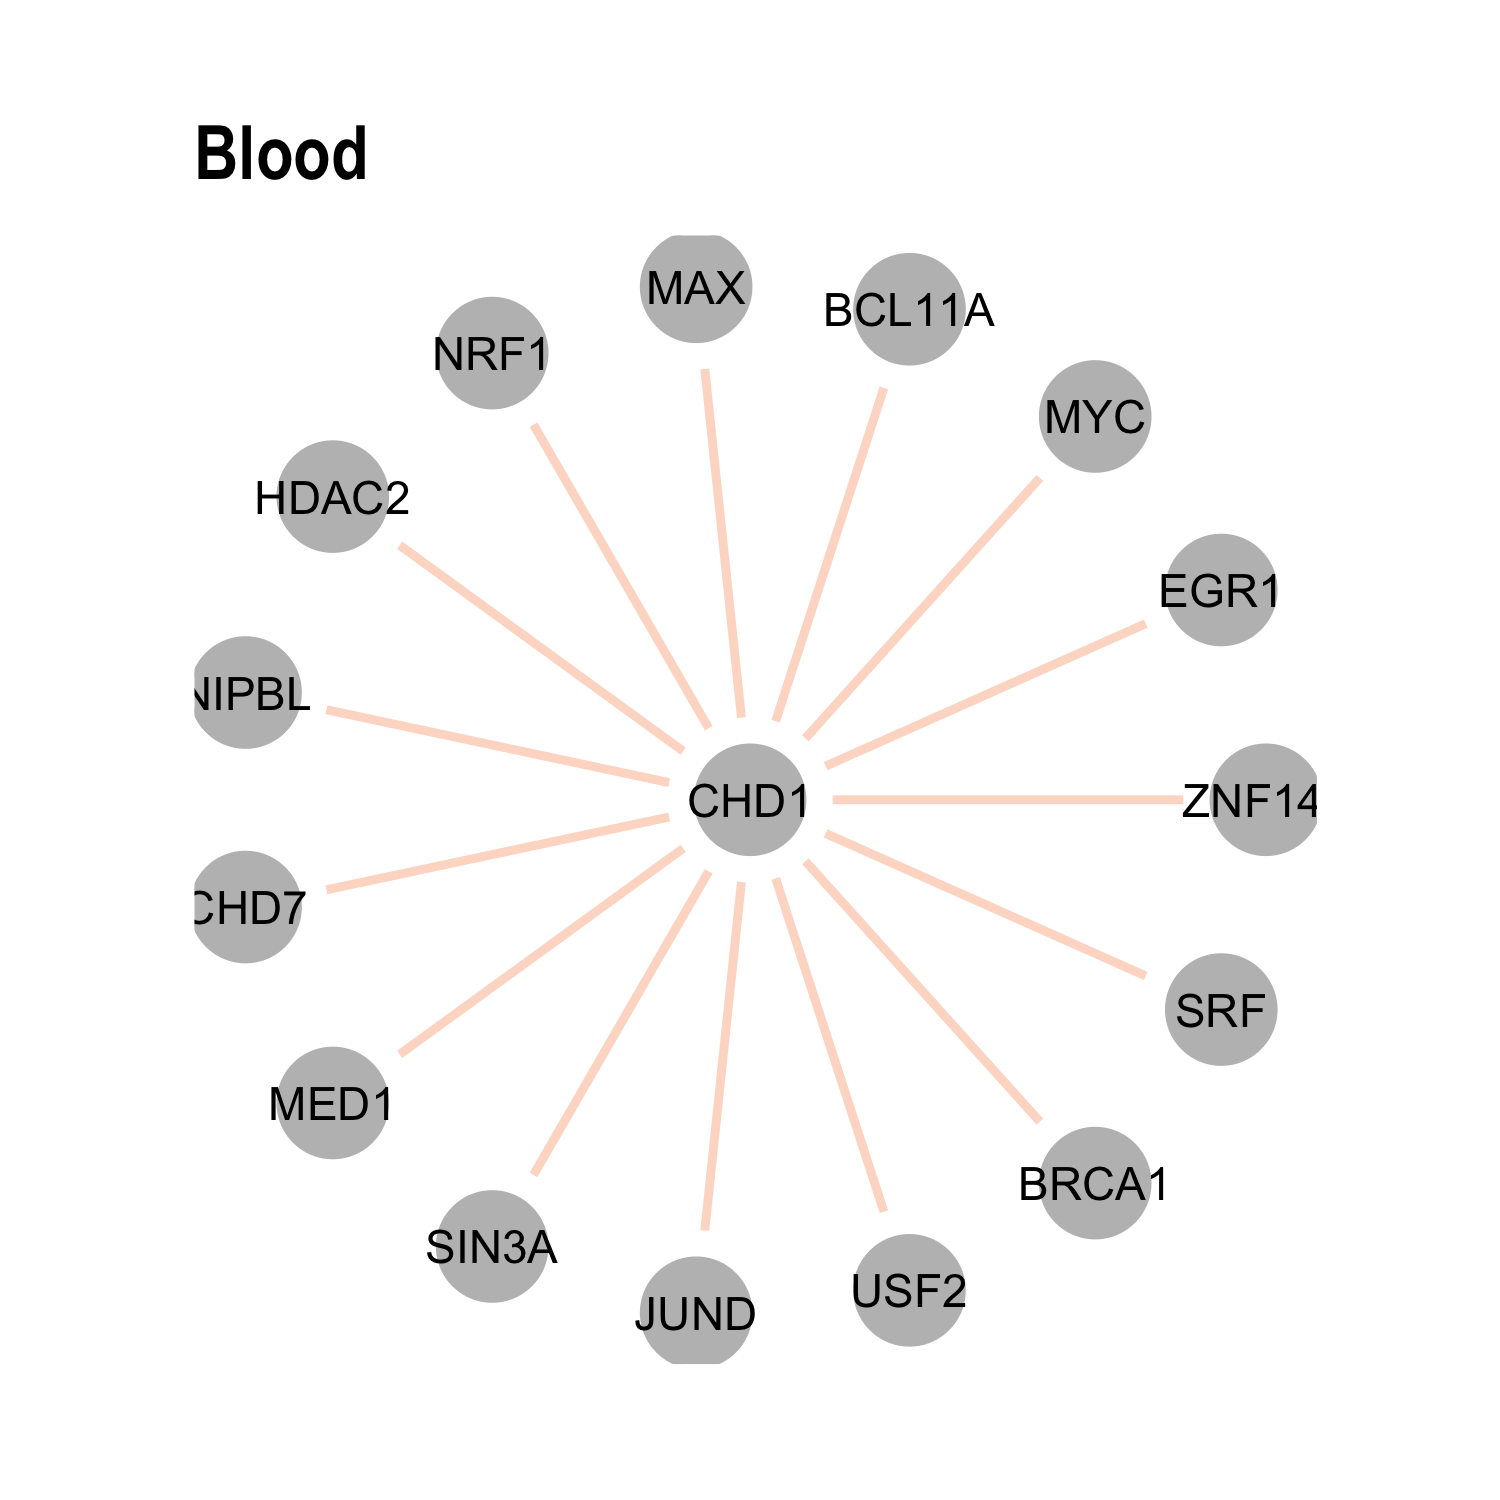 Blood
MAX
BCL11A
NRF1
MYC
HDAC2
EGR1
NIPBL
CHD1
ZNF14
CHD7
SRF
MED1
BRCA1
SIN3A
USF2
JUND